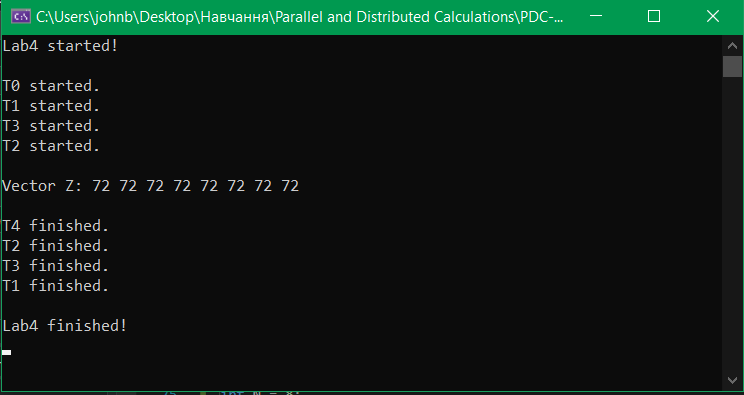 C:\Users\johnb\Desktop\Навчання\Parallel and Distributed Calculations\PDC-...
Lab4 started!
T0 started.
T1 started.
T3 started.
T2 started.
Vector Z: 72 72 72 72 72 72 72 72
T4 finished.
T2 finished.
T3 finished.
T1 finished.
Lab4 finished!